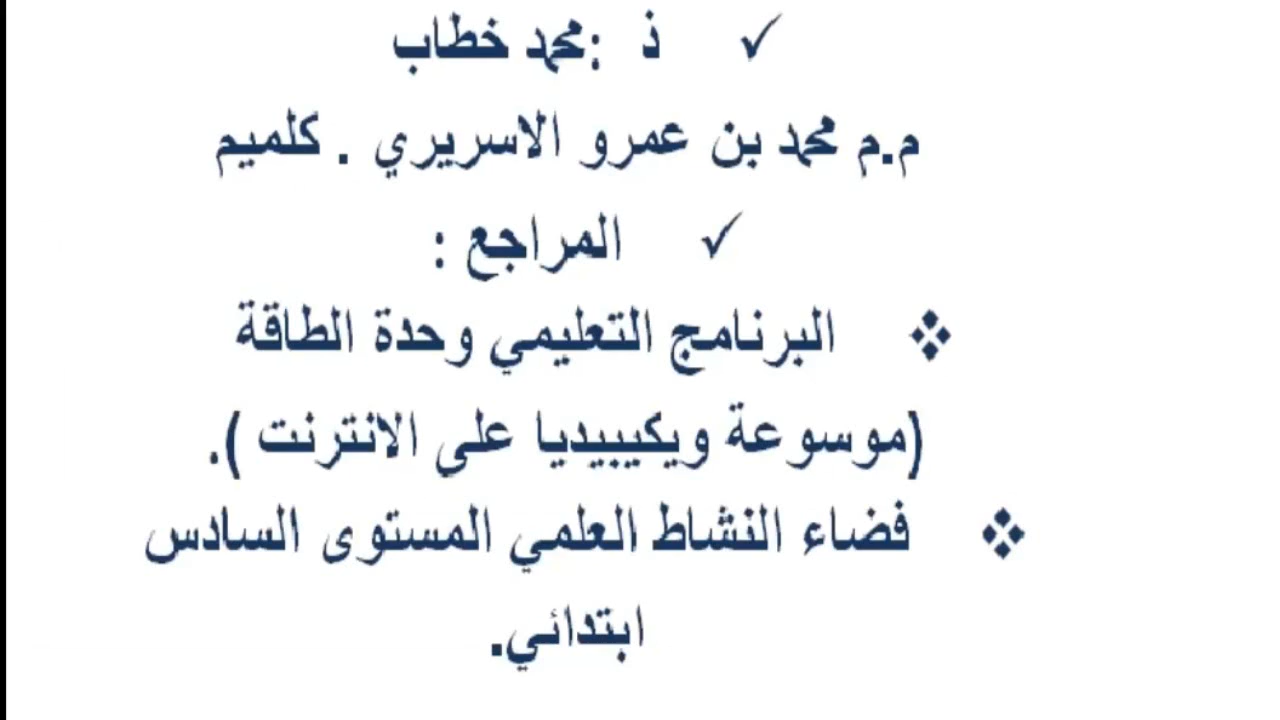 ✓ ذ :محمد خطاب
م.م محمد بن عمرو الاسريري . كلميم
✓ المراجع :
❖ البرنامج التعليمي وحدة الطاقة
(موسوعة ويكيبيديا على الانترنت ).
❖ فضاء النشاط العلمي المستوى السادس
ابتدائي.